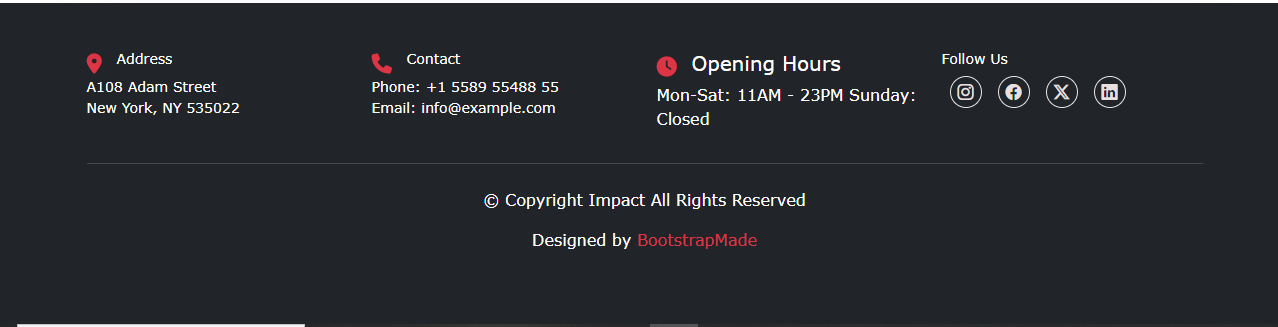 Address
A108 Adam Street
New York, NY 535022
Contact
Phone: +1 5589 55488 55
Email: info@example.com
Opening Hours
Mon-Sat: 11AM - 23PM Sunday:
Closed
Follow Us
© Copyright Impact All Rights Reserved
Designed by BootstrapMade